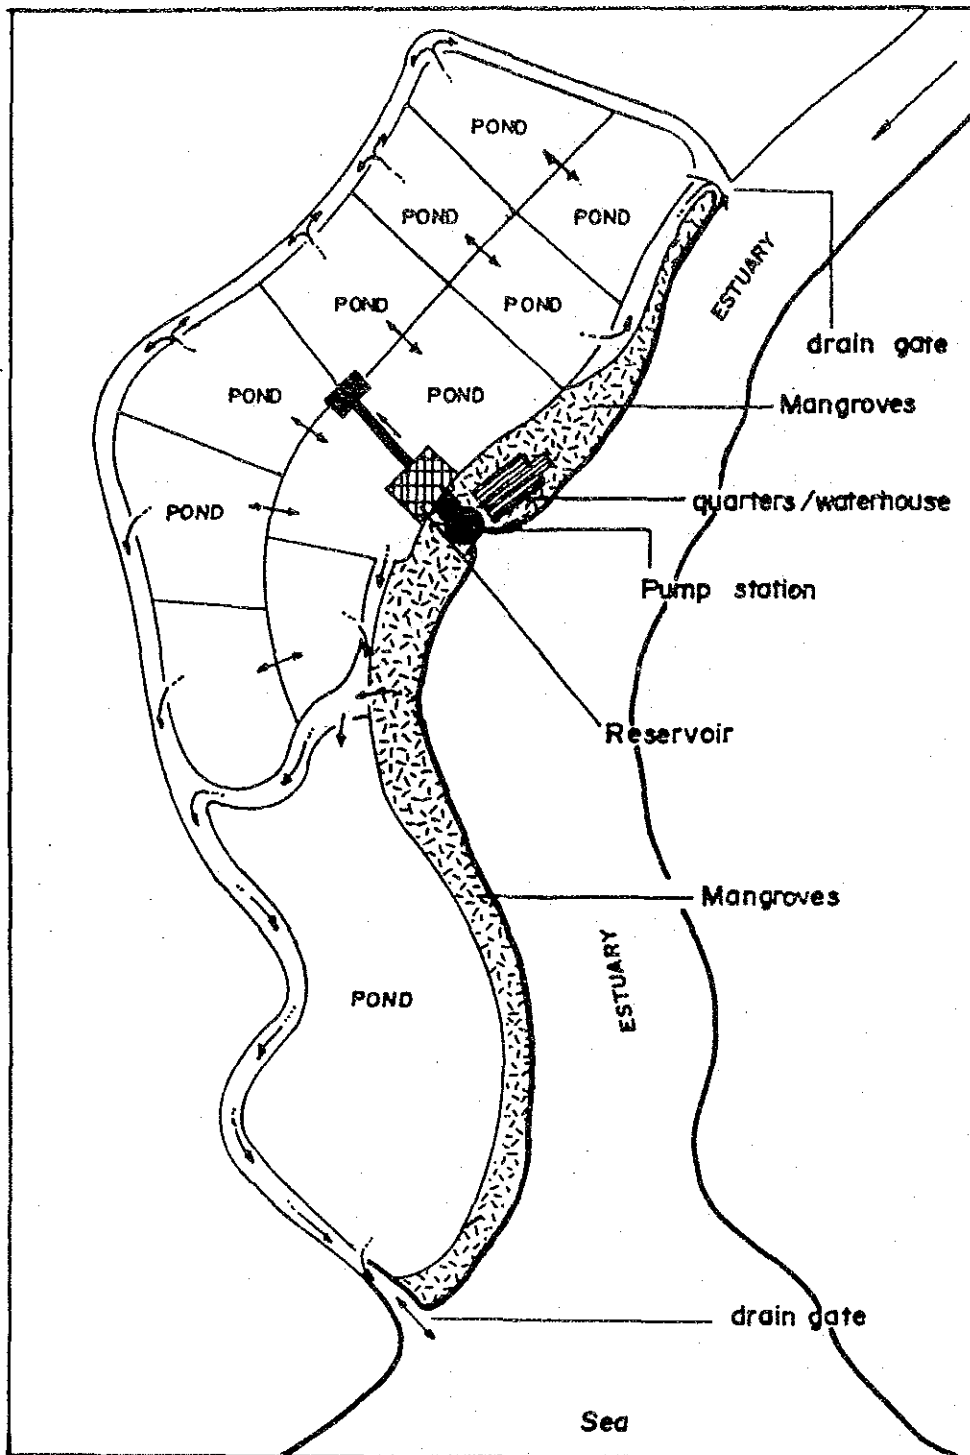 POND
POND
POND
POND
POND
ESTUARY
drain gate
POND
POND
Mangroves
POND
quarters/waterhouse
Pump station
Reservoir
Mangroves
POND
ESTUARY
drain gate
Sea